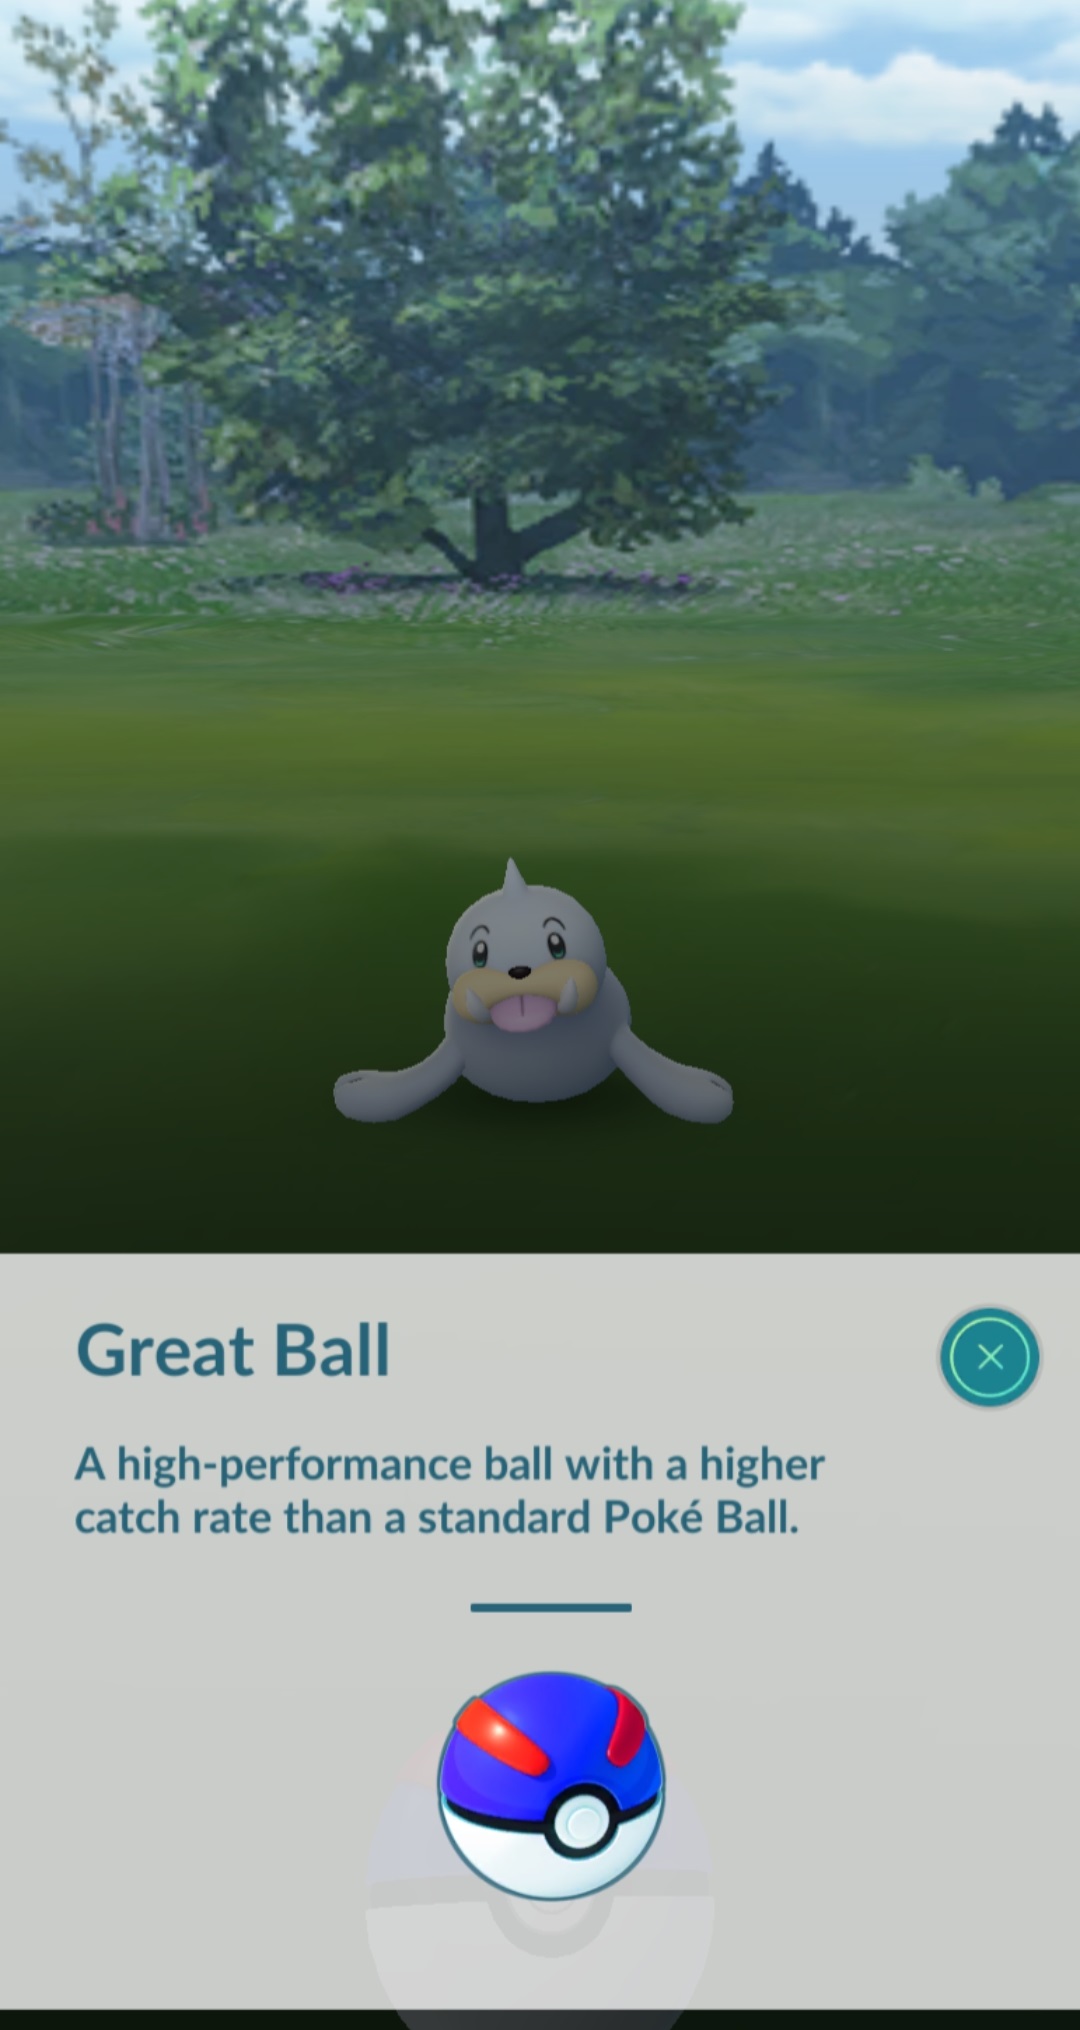 Great Ball
A high-performance ball with a higher
catch rate than a standard Poké Ball.